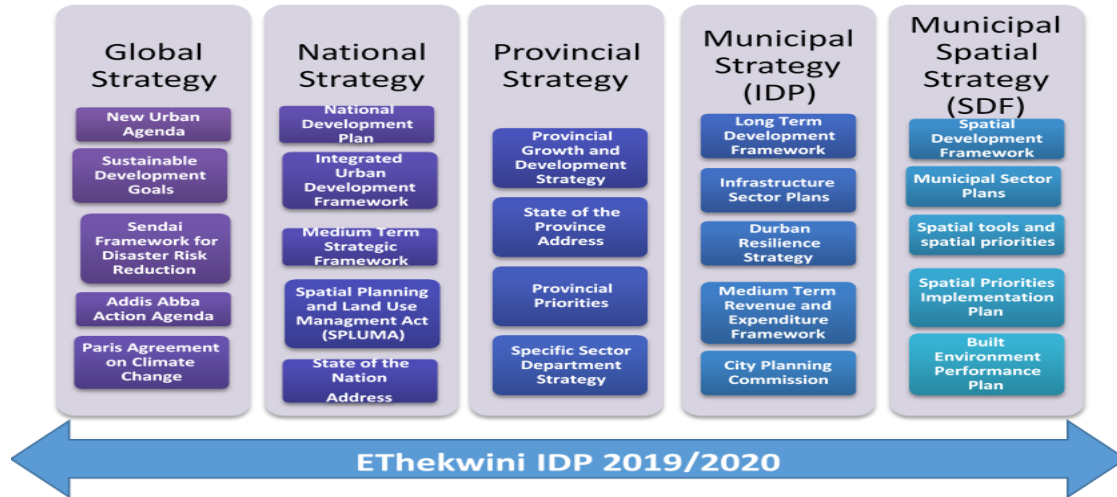 Global
Strategy
New Urban
Agenda
Sustainable
Development
Goals
Sendai
Framework for
Disaster Risk
Reduction
Addis Abba
Action Agenda
Paris Agreement
on Climate
Change
National
Strategy
National
Development
Plan
Integrated
Urban
Development
Framework
Medium Term
Strategic
Framework
Spatial Planning
and Land Use
Managment Act
(SPLUMA)
State of the
Nation
Address
Provincial
Strategy
Provincial
Growth and
Development
Strategy
State of the
Province
Address
Provincial
Priorities
Specific Sector
Department
Strategy
Municipal
Strategy
(IDP)
Long Term
Development
Framework
Infrastructure
Sector Plans
Durban
Resilience
Strategy
Medium Term
Revenue and
Expenditure
Framework
City Planning
Commission
Municipal
Spatial
Strategy
(SDF)
Spatial
Development
Framework
Municipal Sector
Plans
Spatial tools and
spatial priorities
Spatial Priorities
Implementation
Plan
Built
Environment
Performance
Plan
EThekwini IDP 2019/2020